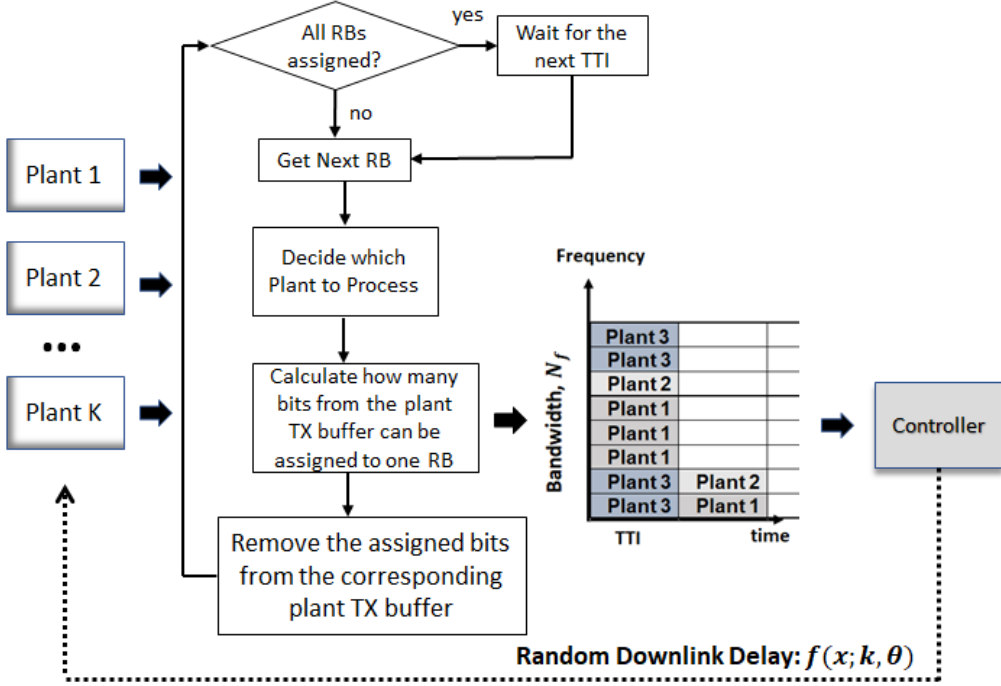 All RBs
assigned?
yes
Wait for the
next TTI
no
Get Next RB
Plant 1
Plant 2
...
Plant K
Decide which
Plant to Process
Calculate how many
bits from the plant
TX buffer can be
assigned to one RB
Remove the assigned bits
from the corresponding
plant TX buffer
Frequency
Bandwidth, N_f
Plant 3
Plant 3
Plant 2
Plant 1
Plant 1
Plant 1
Plant 3 Plant 2
Plant 3 Plant 1
TTI time
Controller
Random Downlink Delay: f(x; k, θ)